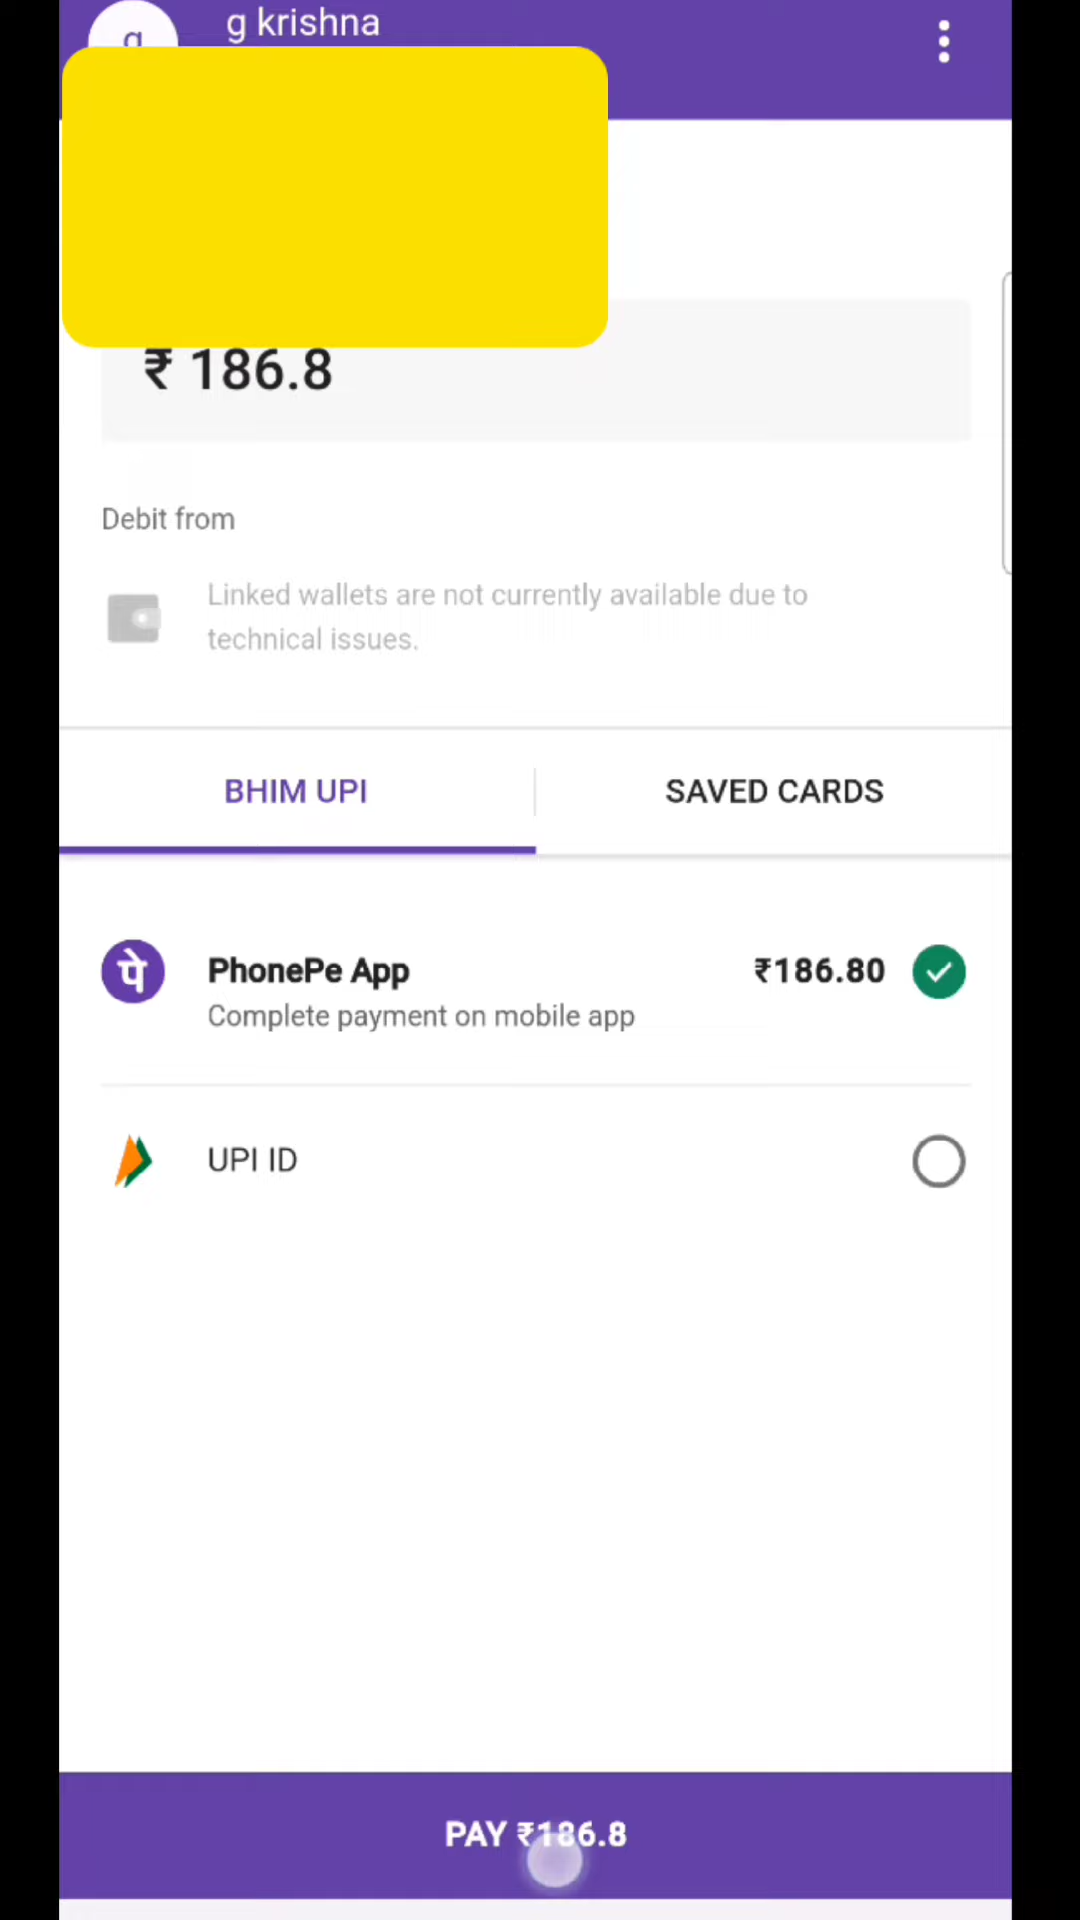 g krishna
g
₹ 186.8
Debit from
Linked wallets are not currently available due to
technical issues.
BHIM UPI
SAVED CARDS
पे
PhonePe App
₹186.80
Complete payment on mobile app
UPI ID
PAY ₹186.8